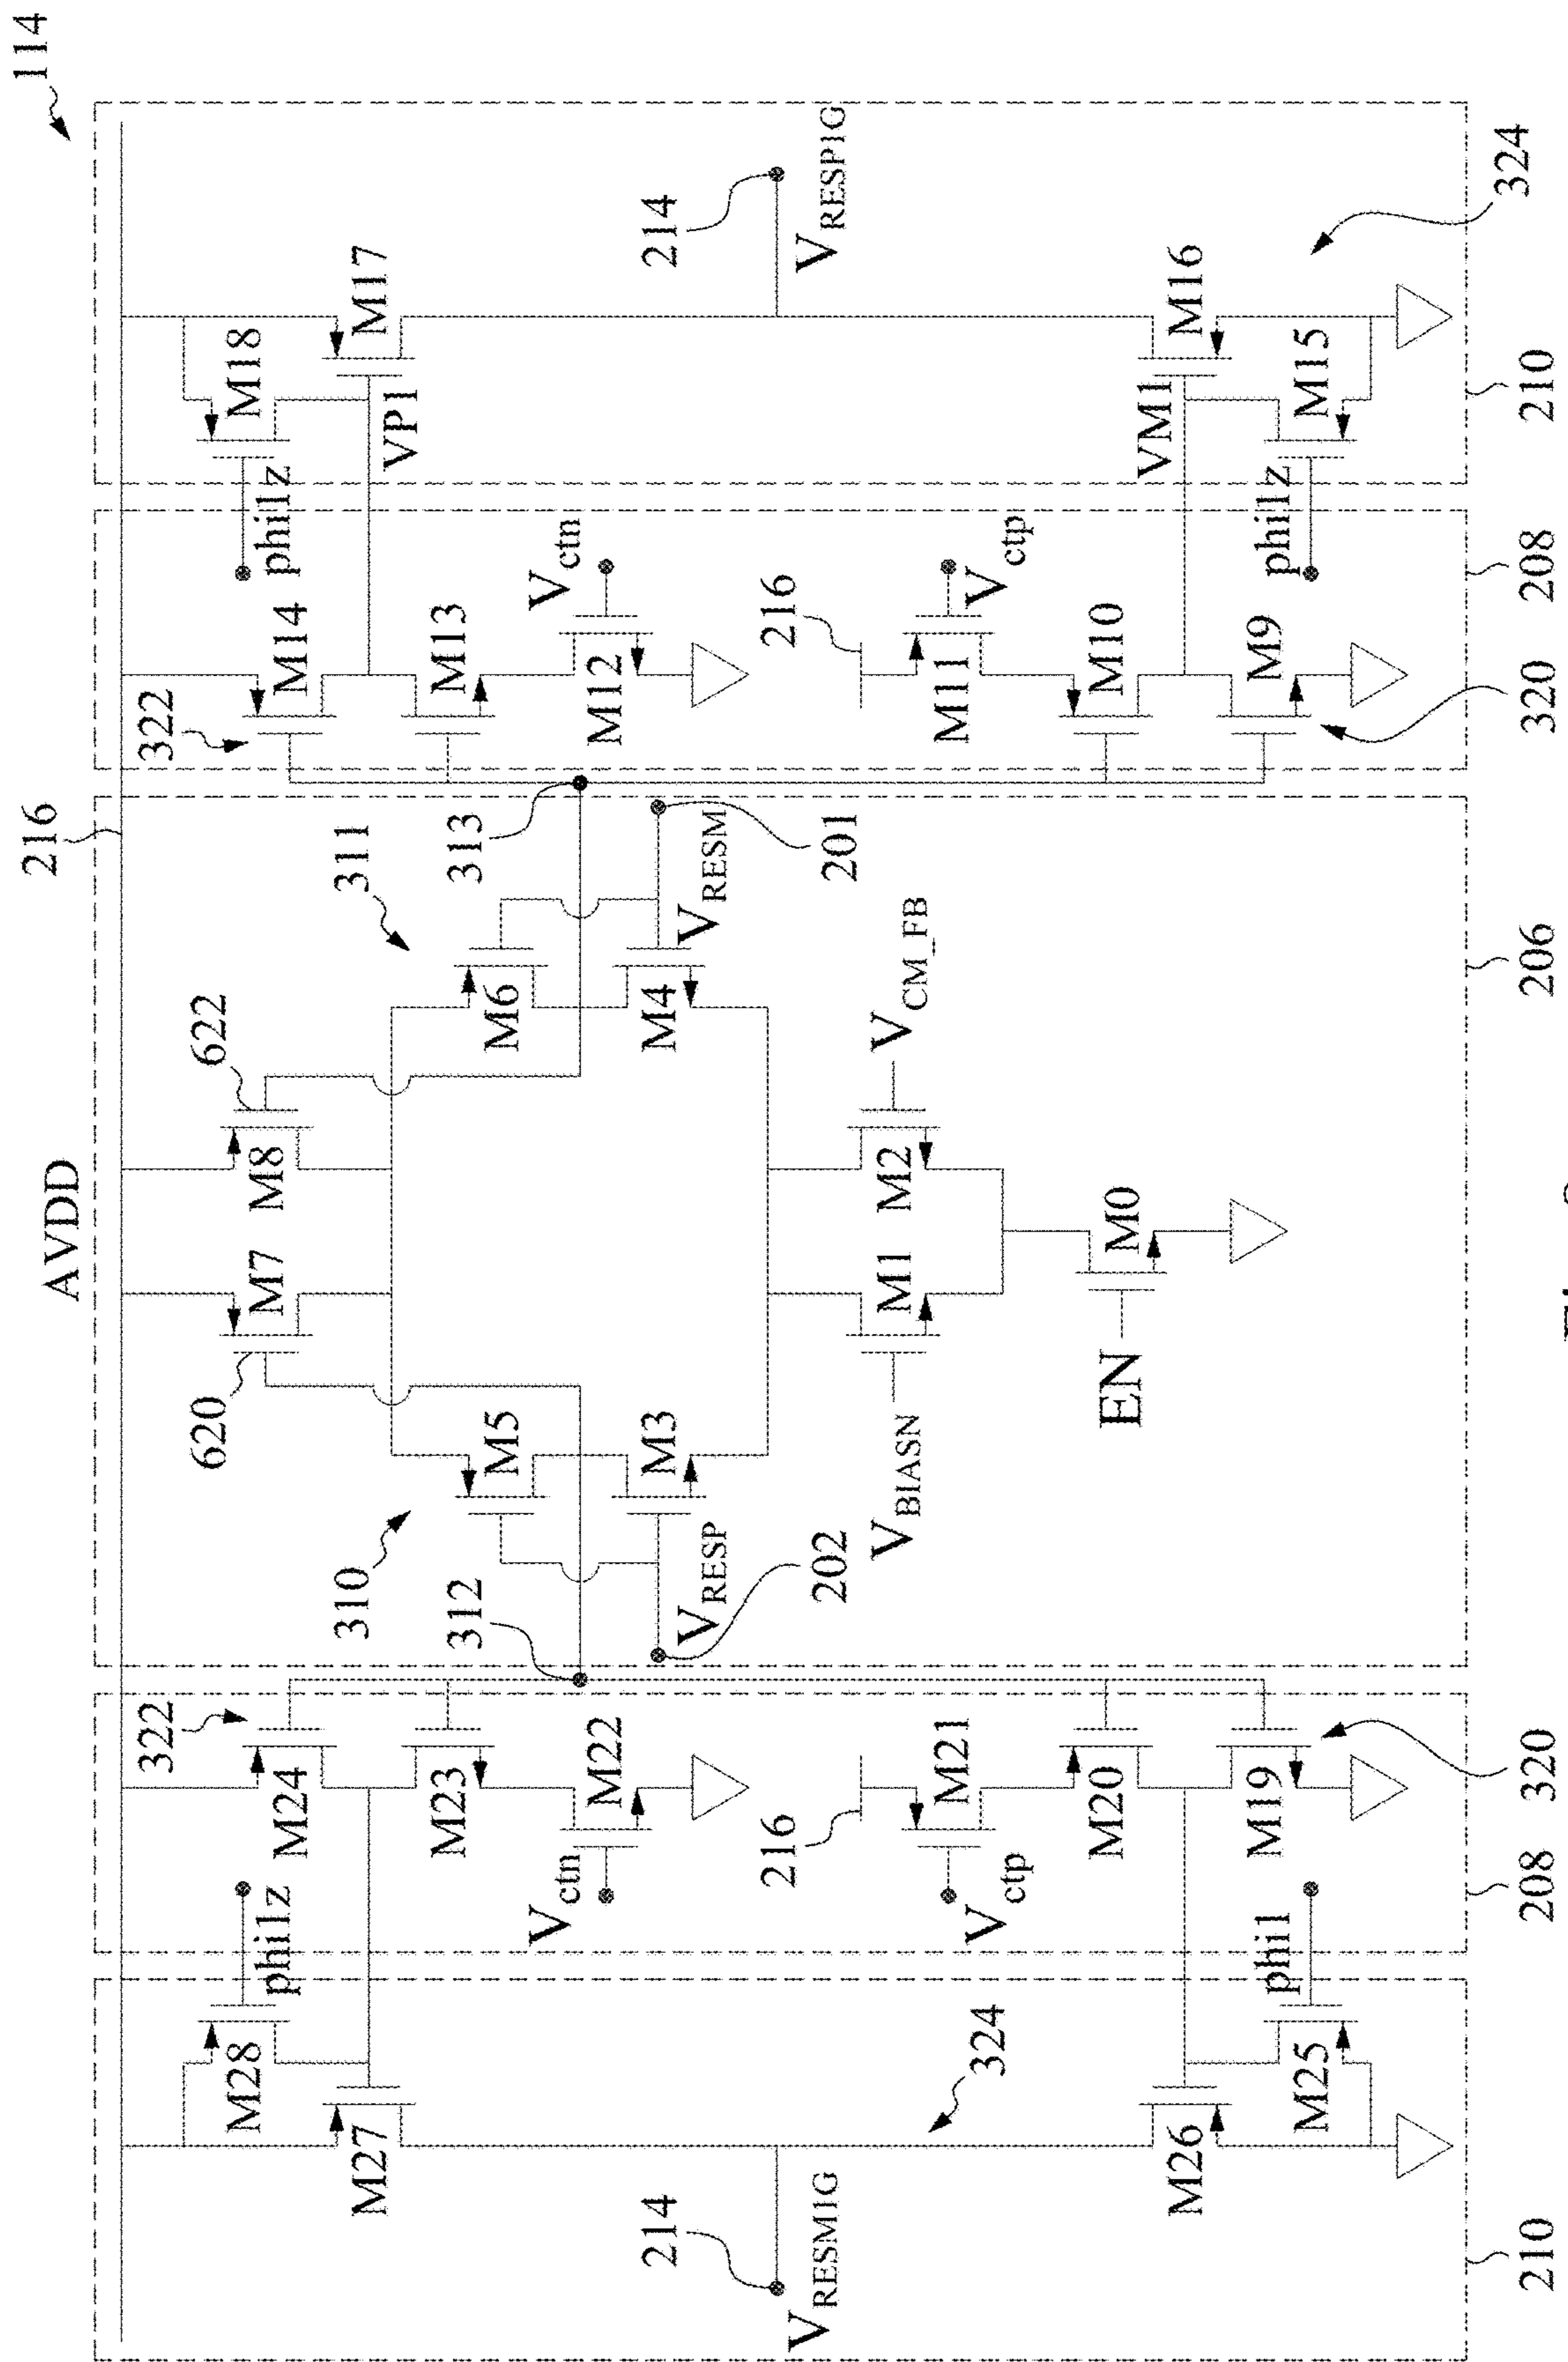 114
AVDD
216
210
208
206
208
210
214
VRESM1G
M28
M27
phi1z
324
M26
M25
phi1
322
M24
M23
M22
Vctn
216
M21
Vctp
M20
M19
320
312
310
VRESP
202
M5
M3
620
M7
M8
622
VBIASN
M1
M2
VCM_FB
EN
M0
311
M6
M4
VRESM
201
313
322
M14
M13
M12
Vctn
216
M11
Vctp
M10
M9
320
phi1z
M18
M17
VP1
214
VRESP1G
VM1
M16
M15
phi1z
324